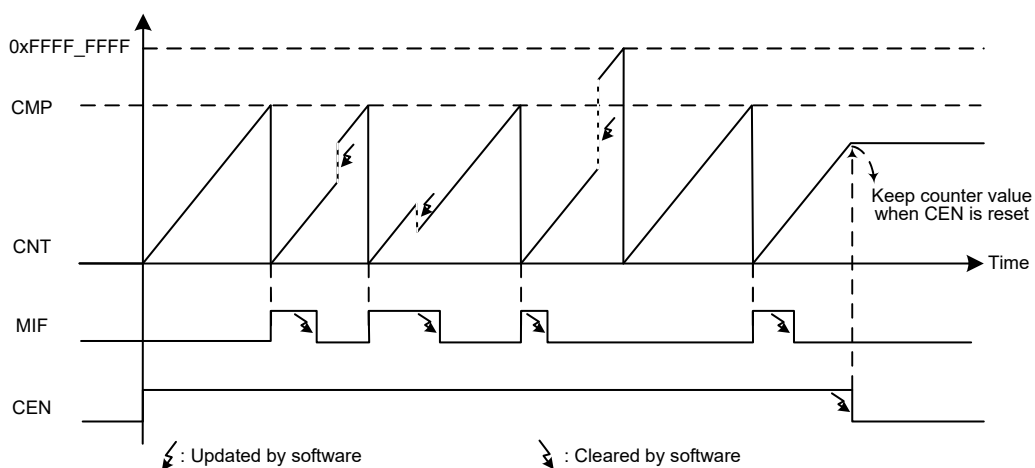 0xFFFF_FFFF
CMP
Keep counter value
when CEN is reset
CNT
Time
MIF
CEN
: Updated by software
: Cleared by software